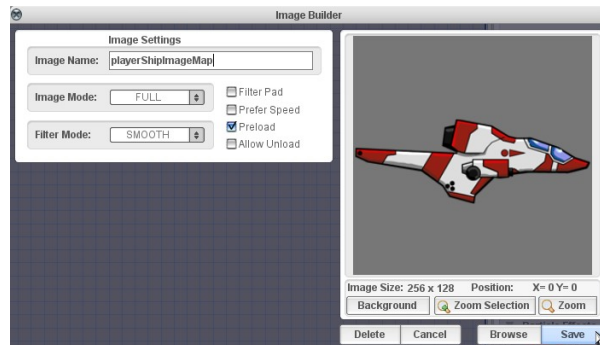 Image Builder
Image Settings
Image Name: playerShipImageMap
Image Mode: FULL
Filter Pad
Prefer Speed
Filter Mode: SMOOTH
Preload
Allow Unload
Image Size: 256 x 128 Position: X= 0 Y= 0
Background Zoom Selection Zoom
Delete Cancel Browse Save